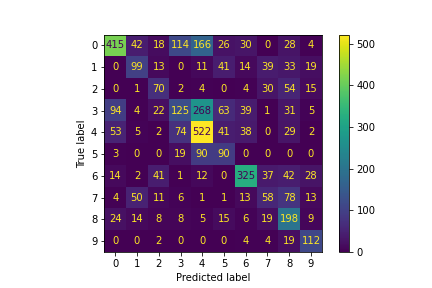 0 415 42 18 114 166 26 30 0 28 4 500
1 0 99 13 0 11 41 14 39 33 19
2 0 1 70 2 4 0 4 30 54 15 400
3 94 4 22 125 268 63 39 1 31 5
4 53 5 2 74 522 41 38 0 29 2 300
True label
5 3 0 0 19 90 90 0 0 0 0
6 14 2 41 1 12 0 325 37 42 28 200
7 4 50 11 6 1 1 13 58 78 13
8 24 14 8 8 5 15 6 19 198 9 100
9 0 0 2 0 0 0 4 4 19 112
0
0 1 2 3 4 5 6 7 8 9
Predicted label